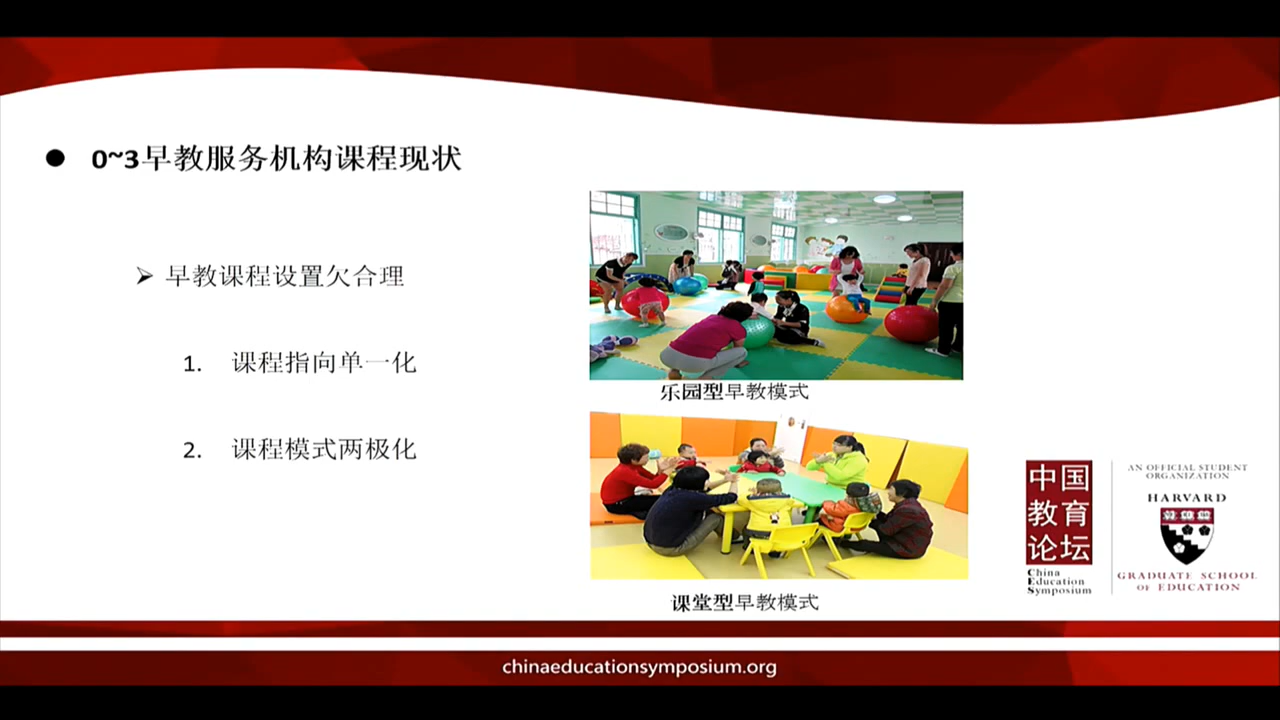 0~3早教服务机构课程现状
早教课程设置欠合理
1. 课程指向单一化
2. 课程模式两极化
乐园型早教模式
课堂型早教模式
中国
教育
论坛
China
Education
Symposium
AN OFFICIAL STUDENT
ORGANIZATION
HARVARD
GRADUATE SCHOOL
OF EDUCATION
chinaeducationsymposium.org